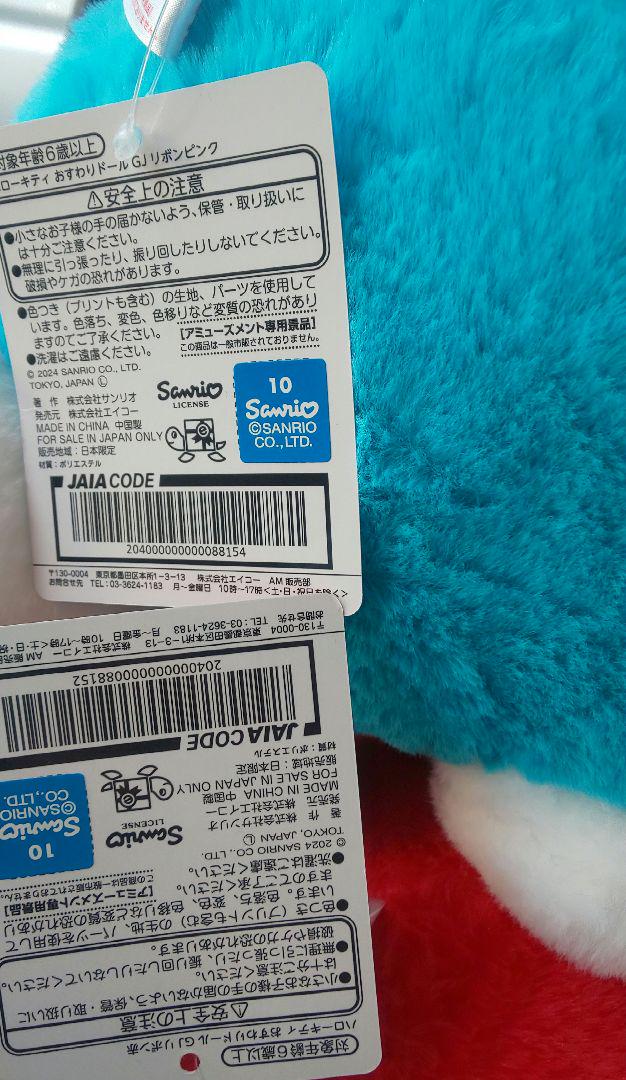 対象年齢6歳以上
ローキティ おすわりドール GJ リボンピンク
⚠安全上の注意
●小さなお子様の手の届かないよう、保管・取り扱いに
は十分ご注意ください。
●無理に引っ張ったり、振り回したりしないでください。
破損やケガの恐れがあります。
●色つき（プリントも含む）の生地、パーツを使用して
います。色落ち、変色、色移りなど変質の恐れがあり
ますのでご了承ください。
●洗濯はご遠慮ください。
[アミューズメント専用景品]
この商品は一般市販されておりません。
© 2024 SANRIO CO., LTD.
TOKYO, JAPAN Ⓛ
著 作 株式会社サンリオ
発売元 株式会社エイコー
MADE IN CHINA 中国製
FOR SALE IN JAPAN ONLY
販売地域：日本限定
材質：ポリエステル
Sanrio
LICENSE
10
Sanrio
©SANRIO
CO.,LTD.
JAIA CODE
204000000000088154
〒130-0004 東京都墨田区本所1-3-13 株式会社エイコー AM 販売部
お問合せ先 TEL:03-3624-1183 月〜金曜日 10時〜17時<土・日・祝日を除く>
対象年齢6歳以上
ハローキティ おすわりドール GJ リボン赤
⚠安全上の注意
●小さなお子様の手の届かないよう、保管・取り扱いに
は十分ご注意ください。
●無理に引っ張ったり、振り回したりしないでください。
破損やケガの恐れがあります。
●色つき（プリントも含む）の生地、パーツを使用して
います。色落ち、変色、色移りなど変質の恐れがあり
ますのでご了承ください。
●洗濯はご遠慮ください。
[アミューズメント専用景品]
この商品は一般市販されておりません。
© 2024 SANRIO CO., LTD.
TOKYO, JAPAN Ⓛ
著 作 株式会社サンリオ
発売元 株式会社エイコー
MADE IN CHINA 中国製
FOR SALE IN JAPAN ONLY
販売地域：日本限定
材質：ポリエステル
Sanrio
LICENSE
10
Sanrio
©SANRIO
CO.,LTD.
JAIA CODE
204000000000088152
〒130-0004 東京都墨田区本所1-3-13 株式会社エイコー AM 販売
お問合せ先 TEL:03-3624-1183 月〜金曜日 10時〜17時<土・日・祝